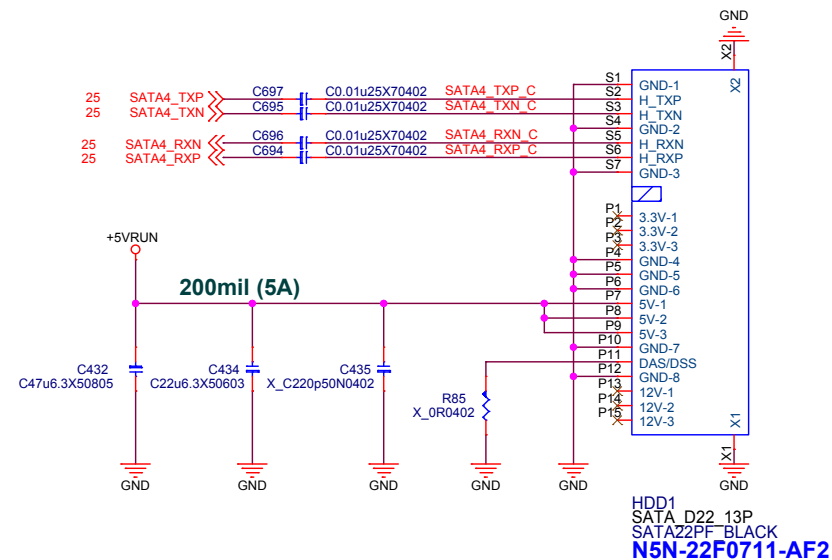 GND
X2
S1 GND-1 X2
25 SATA4_TXP C697 C0.01u25X70402 SATA4_TXP_C S2 H_TXP
25 SATA4_TXN C695 C0.01u25X70402 SATA4_TXN_C S3 H_TXN
S4 GND-2
25 SATA4_RXN C696 C0.01u25X70402 SATA4_RXN_C S5 H_RXN
25 SATA4_RXP C694 C0.01u25X70402 SATA4_RXP_C S6 H_RXP
S7 GND-3
P1 3.3V-1
P2 3.3V-2
P3 3.3V-3
+5VRUN
P4 GND-4
P5 GND-5
P6 GND-6
200mil (5A)
P7 5V-1
P8 5V-2
P9 5V-3
P10 GND-7
P11 DAS/DSS
P12 GND-8
P13 12V-1
P14 12V-2
P15 12V-3
X1
C432
C47u6.3X50805
C434
C22u6.3X50603
C435
X_C220p50N0402
R85
X_0R0402
X1
GND GND GND GND GND GND
HDD1
SATA_D22_13P
SATA22PF_BLACK
N5N-22F0711-AF2